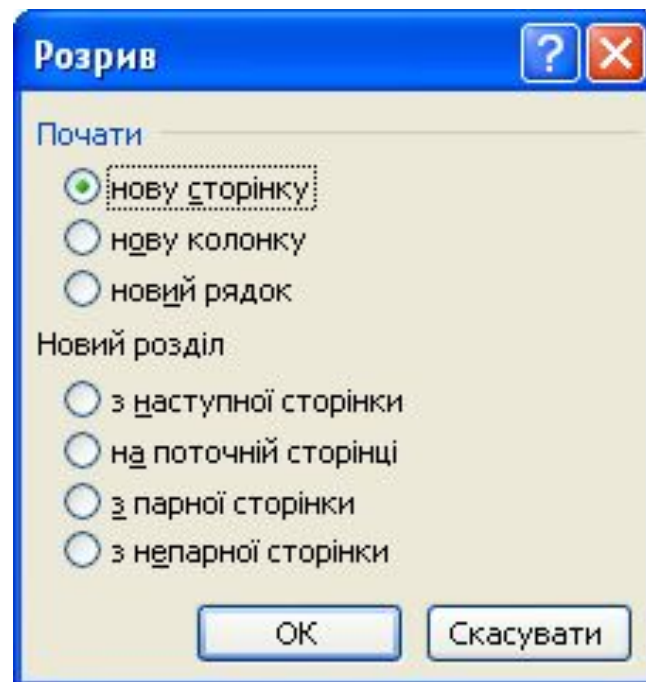 Розрив
?
Почати
нову сторінку
нову колонку
новий рядок
Новий розділ
з наступної сторінки
на поточній сторінці
з парної сторінки
з непарної сторінки
ОК Скасувати